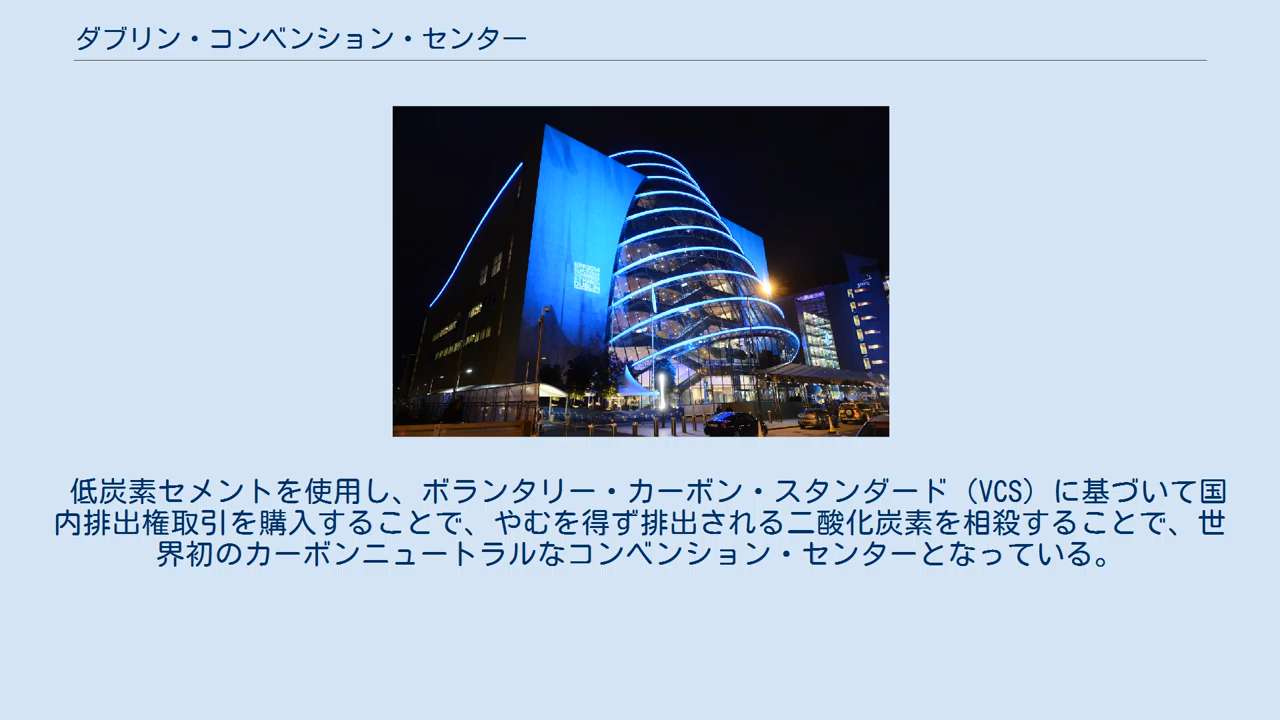 ダブリン・コンベンション・センター
低炭素セメントを使用し、ボランタリー・カーボン・スタンダード（VCS）に基づいて国
内排出権取引を購入することで、やむを得ず排出される二酸化炭素を相殺することで、世
界初のカーボンニュートラルなコンベンション・センターとなっている。